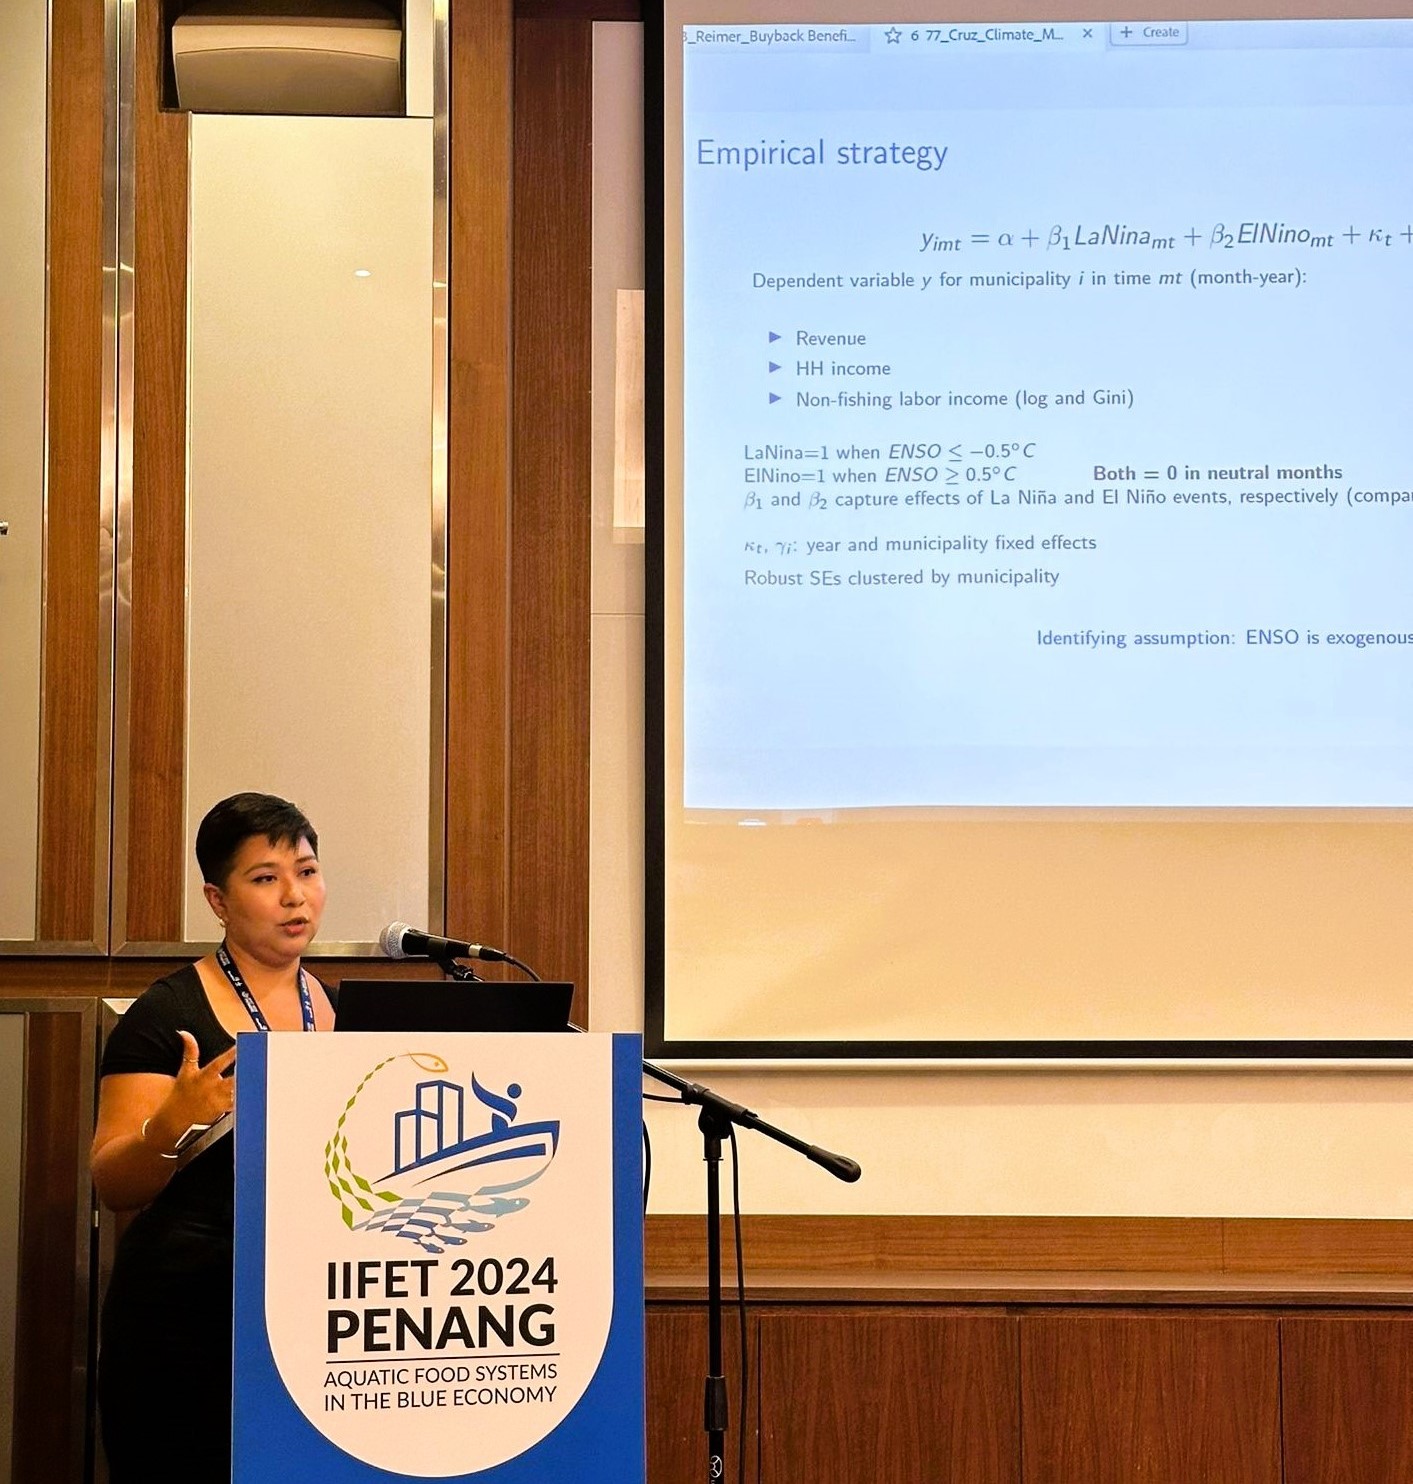 3_Reimer_Buyback Benefi... 6 77_Cruz_Climate_M... × + Create
Empirical strategy
yimt = α + β1LaNinamt + β2ElNinomt + κt +
Dependent variable y for municipality i in time mt (month-year):
▶ Revenue
▶ HH income
▶ Non-fishing labor income (log and Gini)
LaNina=1 when ENSO ≤ −0.5°C
ElNino=1 when ENSO ≥ 0.5°C Both = 0 in neutral months
β1 and β2 capture effects of La Niña and El Niño events, respectively (compa
κt, γi: year and municipality fixed effects
Robust SEs clustered by municipality
Identifying assumption: ENSO is exogenous
IIFET 2024
PENANG
AQUATIC FOOD SYSTEMS
IN THE BLUE ECONOMY